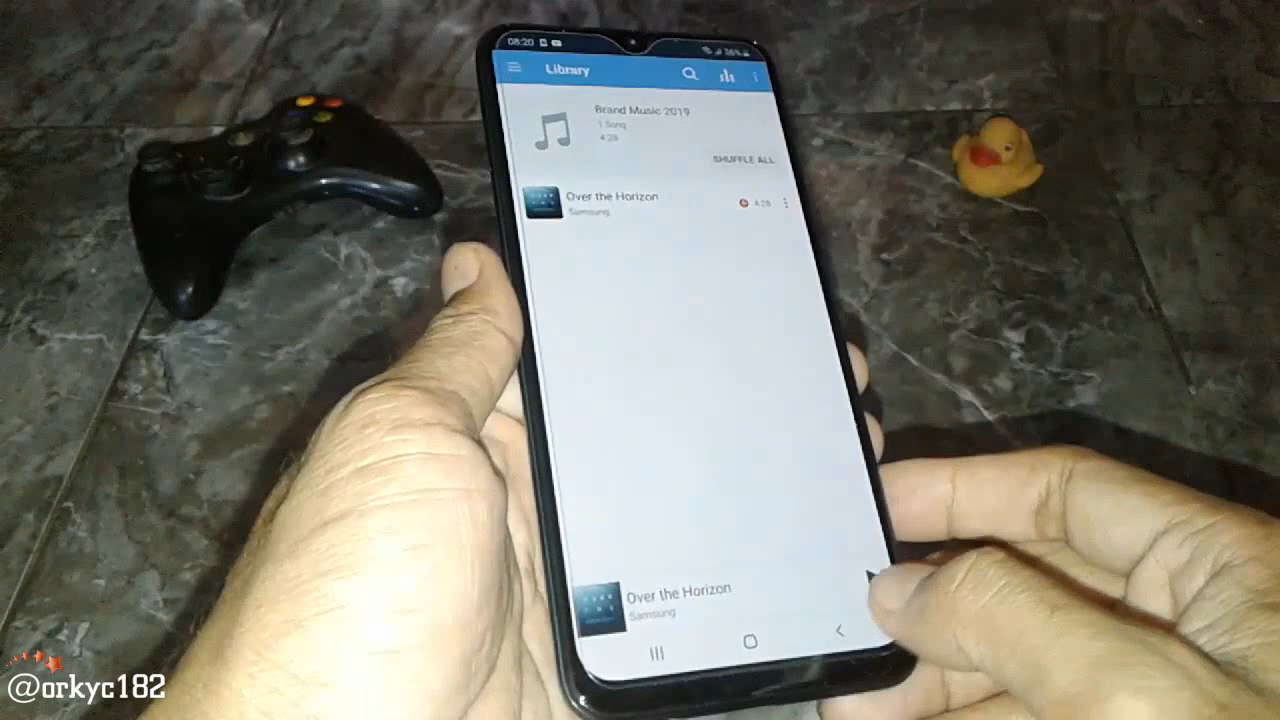 08:20
36%
Library
Brand Music 2019
1 Song
4:28
SHUFFLE ALL
Over the Horizon
4:28
Samsung
Over the Horizon
Samsung
@orkyc182